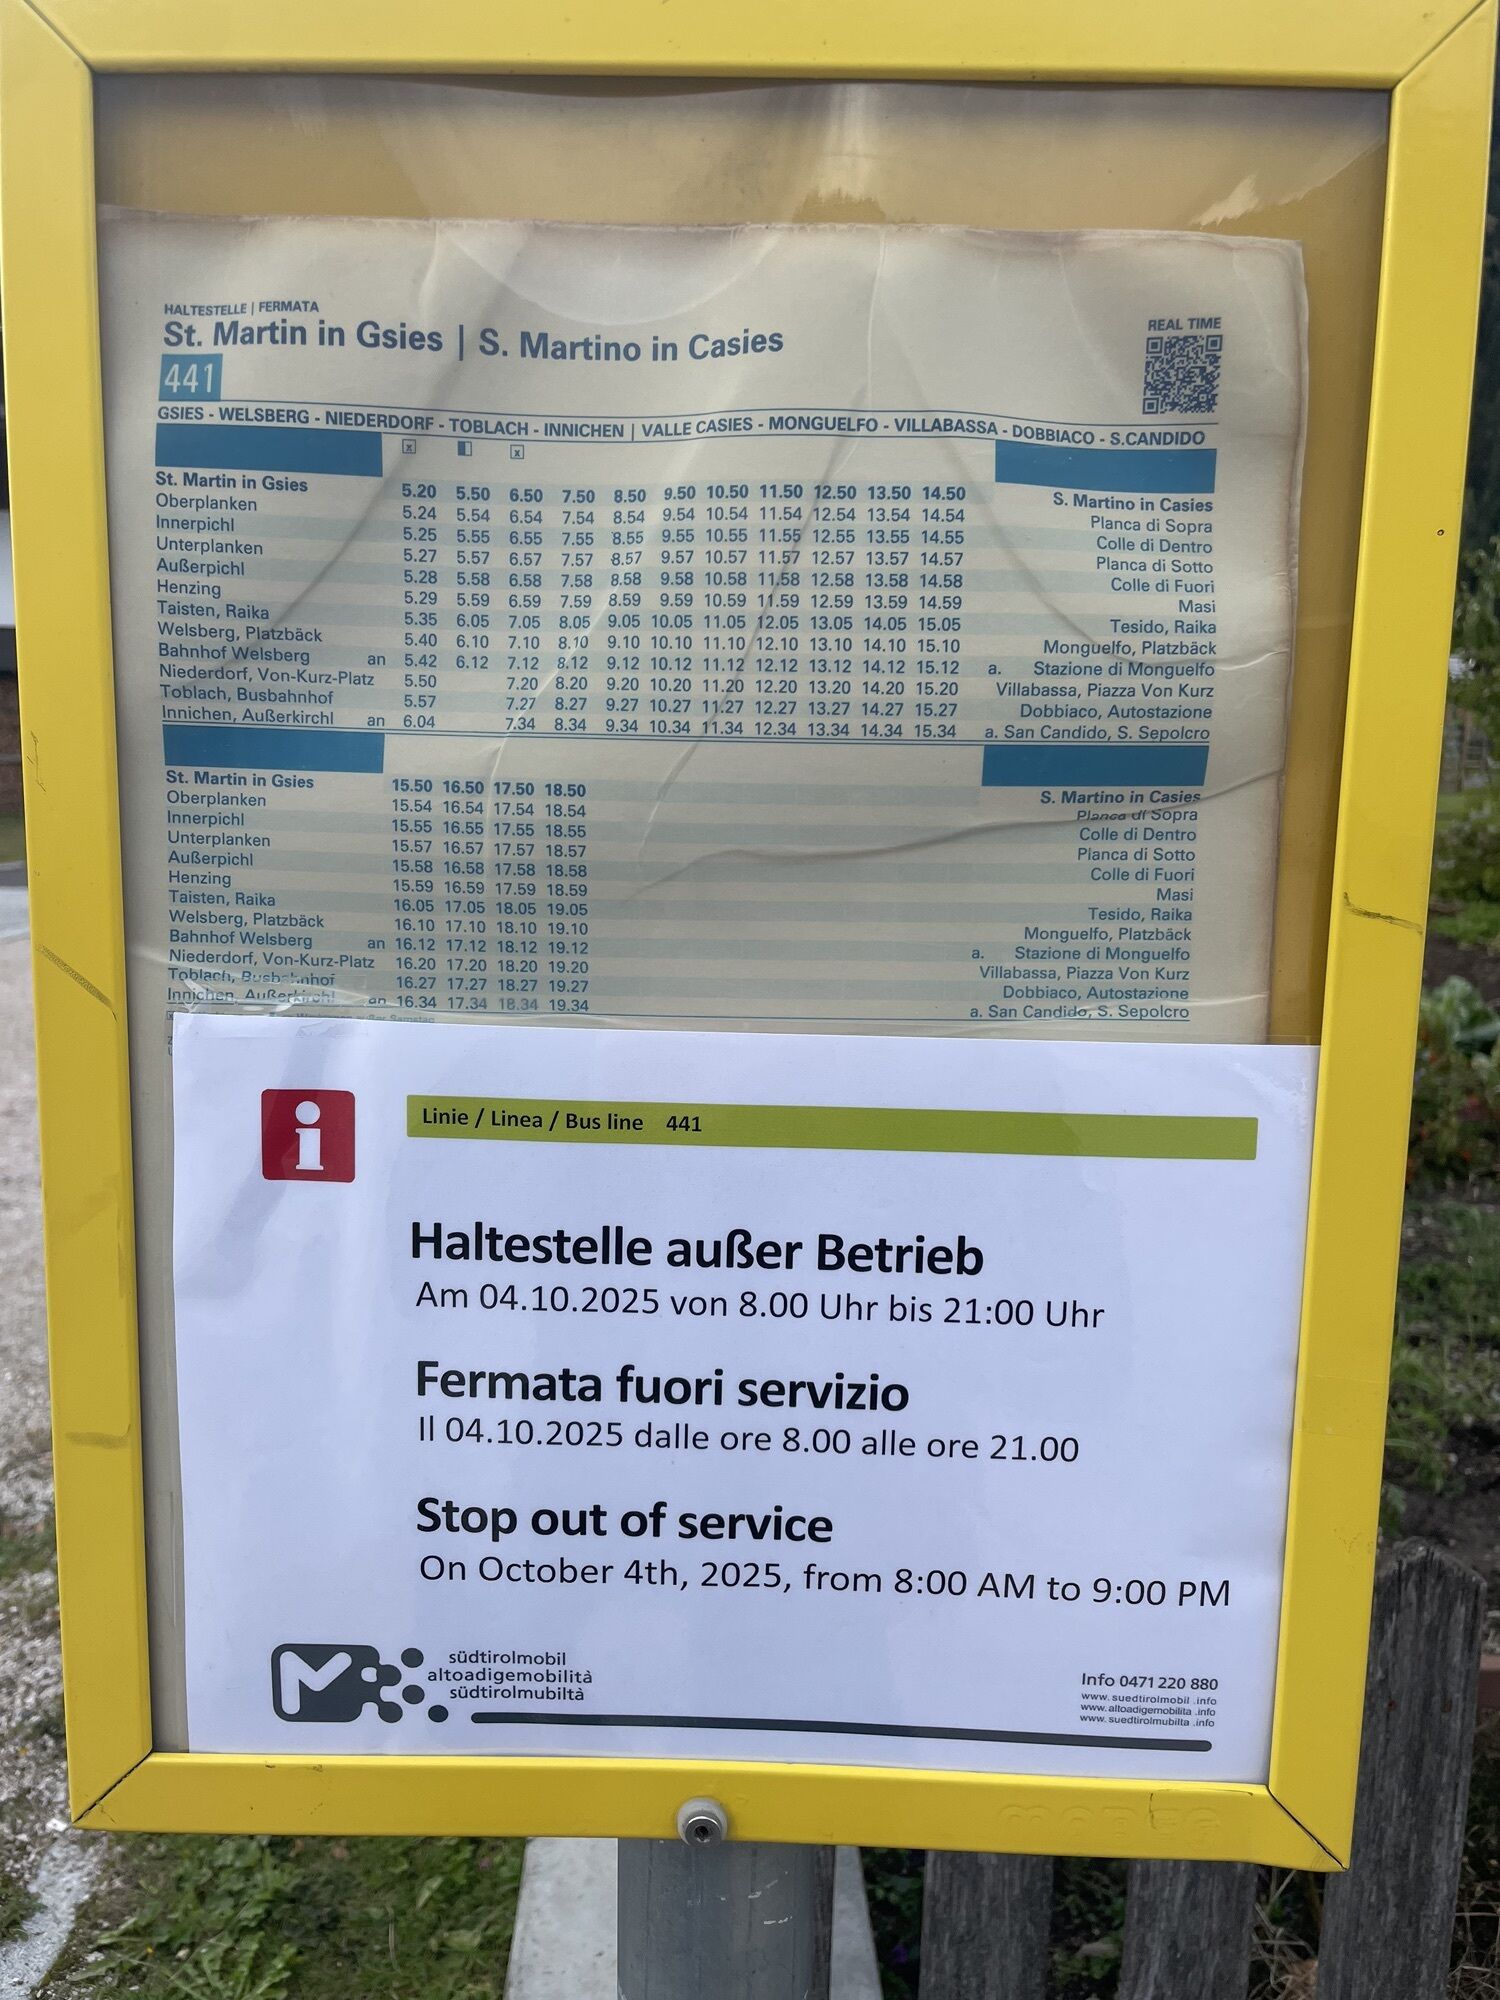 HALTESTELLE | FERMATA
St. Martin in Gsies | S. Martino in Casies
REAL TIME
441
GSIES - WELSBERG - NIEDERDORF - TOBLACH - INNICHEN | VALLE CASIES - MONGUELFO - VILLABASSA - DOBBIACO - S.CANDIDO
x x
St. Martin in Gsies 5.20 5.50 6.50 7.50 8.50 9.50 10.50 11.50 12.50 13.50 14.50 S. Martino in Casies
Oberplanken 5.24 5.54 6.54 7.54 8.54 9.54 10.54 11.54 12.54 13.54 14.54 Planca di Sopra
Innerpichl 5.25 5.55 6.55 7.55 8.55 9.55 10.55 11.55 12.55 13.55 14.55 Colle di Dentro
Unterplanken 5.27 5.57 6.57 7.57 8.57 9.57 10.57 11.57 12.57 13.57 14.57 Planca di Sotto
Außerpichl 5.28 5.58 6.58 7.58 8.58 9.58 10.58 11.58 12.58 13.58 14.58 Colle di Fuori
Henzing 5.29 5.59 6.59 7.59 8.59 9.59 10.59 11.59 12.59 13.59 14.59 Masi
Taisten, Raika 5.35 6.05 7.05 8.05 9.05 10.05 11.05 12.05 13.05 14.05 15.05 Tesido, Raika
Welsberg, Platzbäck 5.40 6.10 7.10 8.10 9.10 10.10 11.10 12.10 13.10 14.10 15.10 Monguelfo, Platzbäck
Bahnhof Welsberg an 5.42 6.12 7.12 8.12 9.12 10.12 11.12 12.12 13.12 14.12 15.12 a. Stazione di Monguelfo
Niederdorf, Von-Kurz-Platz 5.50 7.20 8.20 9.20 10.20 11.20 12.20 13.20 14.20 15.20 Villabassa, Piazza Von Kurz
Toblach, Busbahnhof 5.57 7.27 8.27 9.27 10.27 11.27 12.27 13.27 14.27 15.27 Dobbiaco, Autostazione
Innichen, Außerkirchl an 6.04 7.34 8.34 9.34 10.34 11.34 12.34 13.34 14.34 15.34 a. San Candido, S. Sepolcro
St. Martin in Gsies 15.50 16.50 17.50 18.50 S. Martino in Casies
Oberplanken 15.54 16.54 17.54 18.54 Planca di Sopra
Innerpichl 15.55 16.55 17.55 18.55 Colle di Dentro
Unterplanken 15.57 16.57 17.57 18.57 Planca di Sotto
Außerpichl 15.58 16.58 17.58 18.58 Colle di Fuori
Henzing 15.59 16.59 17.59 18.59 Masi
Taisten, Raika 16.05 17.05 18.05 19.05 Tesido, Raika
Welsberg, Platzbäck 16.10 17.10 18.10 19.10 Monguelfo, Platzbäck
Bahnhof Welsberg an 16.12 17.12 18.12 19.12 a. Stazione di Monguelfo
Niederdorf, Von-Kurz-Platz 16.20 17.20 18.20 19.20 Villabassa, Piazza Von Kurz
Toblach, Busbahnhof 16.27 17.27 18.27 19.27 Dobbiaco, Autostazione
Innichen, Außerkirchl an 16.34 17.34 18.34 19.34 a. San Candido, S. Sepolcro
außer Samstag
i
Linie / Linea / Bus line 441
Haltestelle außer Betrieb
Am 04.10.2025 von 8.00 Uhr bis 21:00 Uhr
Fermata fuori servizio
Il 04.10.2025 dalle ore 8.00 alle ore 21.00
Stop out of service
On October 4th, 2025, from 8:00 AM to 9:00 PM
südtirolmobil
altoadigemobilità
südtirolmubiltà
Info 0471 220 880
www. suedtirolmobil .info
www. altoadigemobilita .info
www. suedtirolmubilta .info